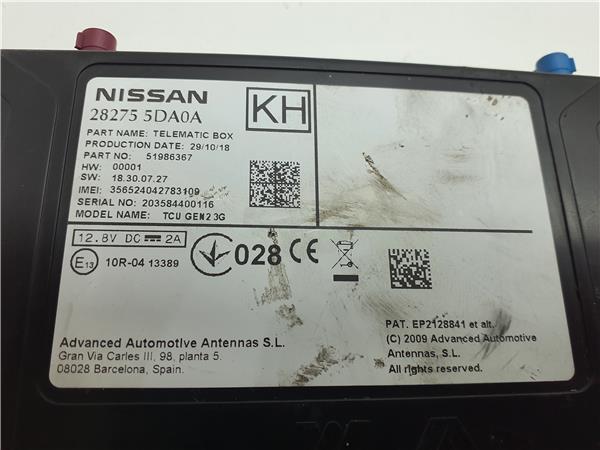 NISSAN
28275 5DA0A
KH
PART NAME: TELEMATIC BOX
PRODUCTION DATE: 29/10/18
PART NO: 51986367
HW: 00001
SW: 18.30.07.27
IMEI: 356524042783109
SERIAL NO: 203584400116
MODEL NAME: TCU GEN2 3G
12.8V DC 2A
E13 10R-04 13389
028 CE
Advanced Automotive Antennas S.L.
Gran Via Carles III, 98, planta 5.
08028 Barcelona, Spain.
PAT. EP2128841 et alt.
(C) 2009 Advanced Automotive
Antennas, S.L.
All rights reserved.